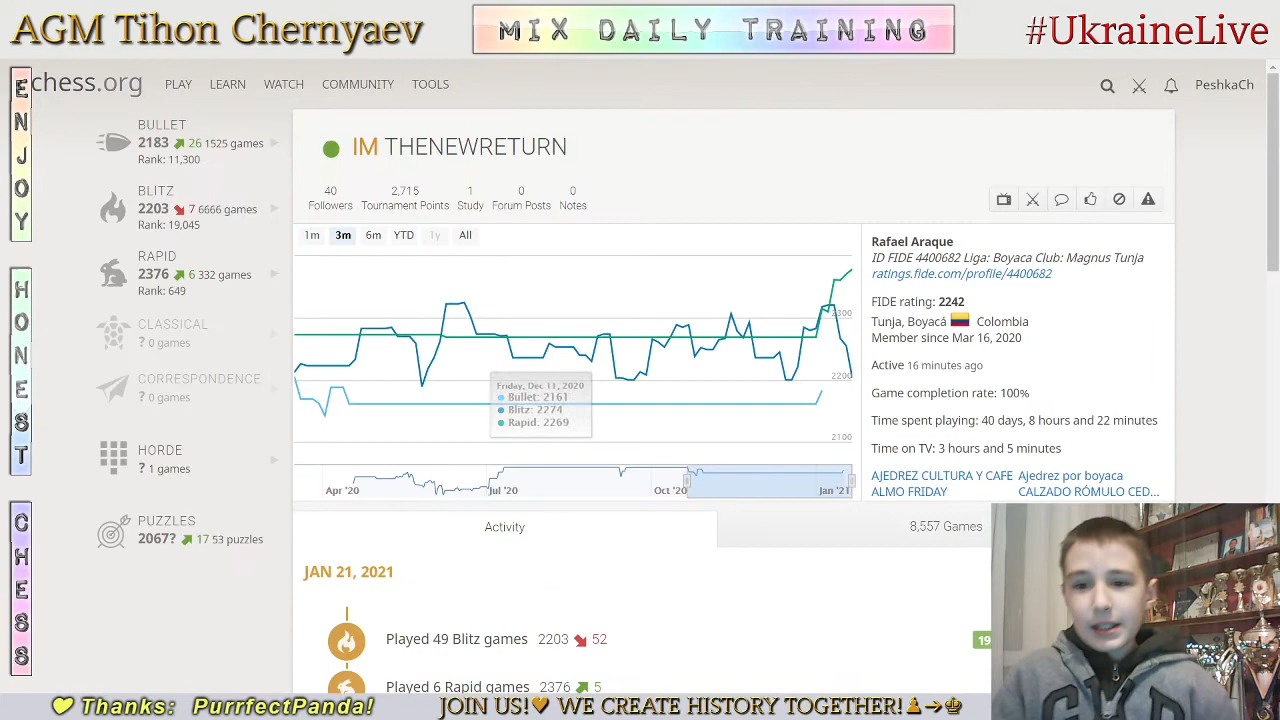 AGM Tihon Chernyaev
MIX DAILY TRAINING
#UkraineLive
ENJOY
HONEST
CHESS
chess.org
PLAY LEARN WATCH COMMUNITY TOOLS
PeshkaCh
BULLET
2183 26 1525 games
Rank: 11,300
BLITZ
2203 7 6666 games
Rank: 19,045
RAPID
2376 6 332 games
Rank: 649
CLASSICAL
? 0 games
CORRESPONDENCE
? 0 games
HORDE
? 1 games
PUZZLES
2067? 17 53 puzzles
IM THENEWRETURN
40 2,715 1 0 0
Followers Tournament Points Study Forum Posts Notes
1m 3m 6m YTD 1y All
2300
2200
2100
Friday, Dec 11, 2020
Bullet: 2161
Blitz: 2274
Rapid: 2269
Apr '20 Jul '20 Oct '20 Jan '21
Rafael Araque
ID FIDE 4400682 Liga: Boyaca Club: Magnus Tunja
ratings.fide.com/profile/4400682
FIDE rating: 2242
Tunja, Boyacá Colombia
Member since Mar 16, 2020
Active 16 minutes ago
Game completion rate: 100%
Time spent playing: 40 days, 8 hours and 22 minutes
Time on TV: 3 hours and 5 minutes
AJEDREZ CULTURA Y CAFE Ajedrez por boyaca
ALMO FRIDAY CALZADO RÓMULO CED...
Activity 8,557 Games
JAN 21, 2021
Played 49 Blitz games 2203 52
19
Played 6 Rapid games 2376 5
Thanks: PurrfectPanda!
JOIN US! WE CREATE HISTORY TOGETHER!